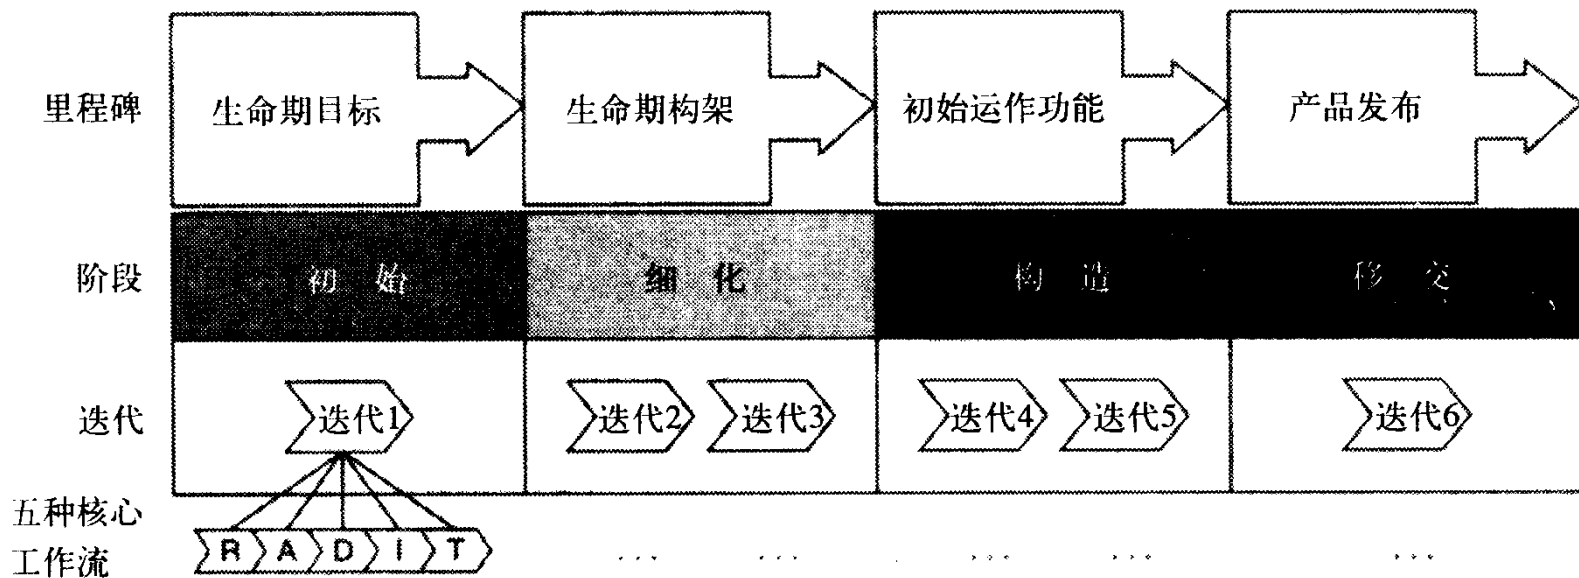 里程碑 生命期目标 生命期构架 初始运作功能 产品发布
阶段 初始 细化 构造 移交
迭代 迭代1 迭代2 迭代3 迭代4 迭代5 迭代6
五种核心
工作流 R A D I T ... ... ... ... ...